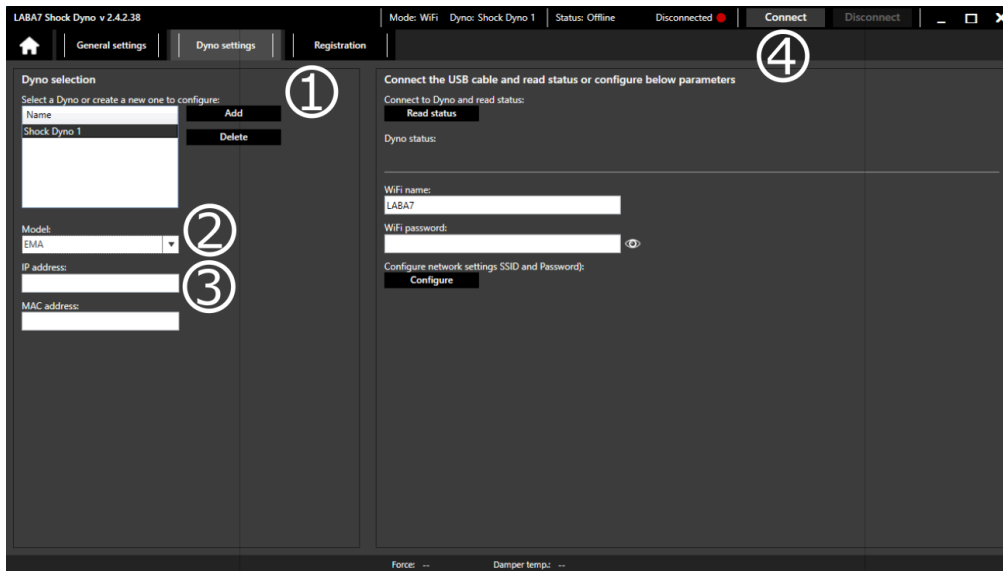 LABA7 Shock Dyno v 2.4.2.38
Mode: WiFi Dyno: Shock Dyno 1 Status: Offline Disconnected Connect Disconnect
General settings Dyno settings Registration
①
④
Dyno selection
Select a Dyno or create a new one to configure:
Name
Shock Dyno 1
Add
Delete
Model:
EMA
②
IP address:
③
MAC address:
Connect the USB cable and read status or configure below parameters
Connect to Dyno and read status:
Read status
Dyno status:
WiFi name:
LABA7
WiFi password:
Configure network settings SSID and Password):
Configure
Force: -- Damper temp.: --